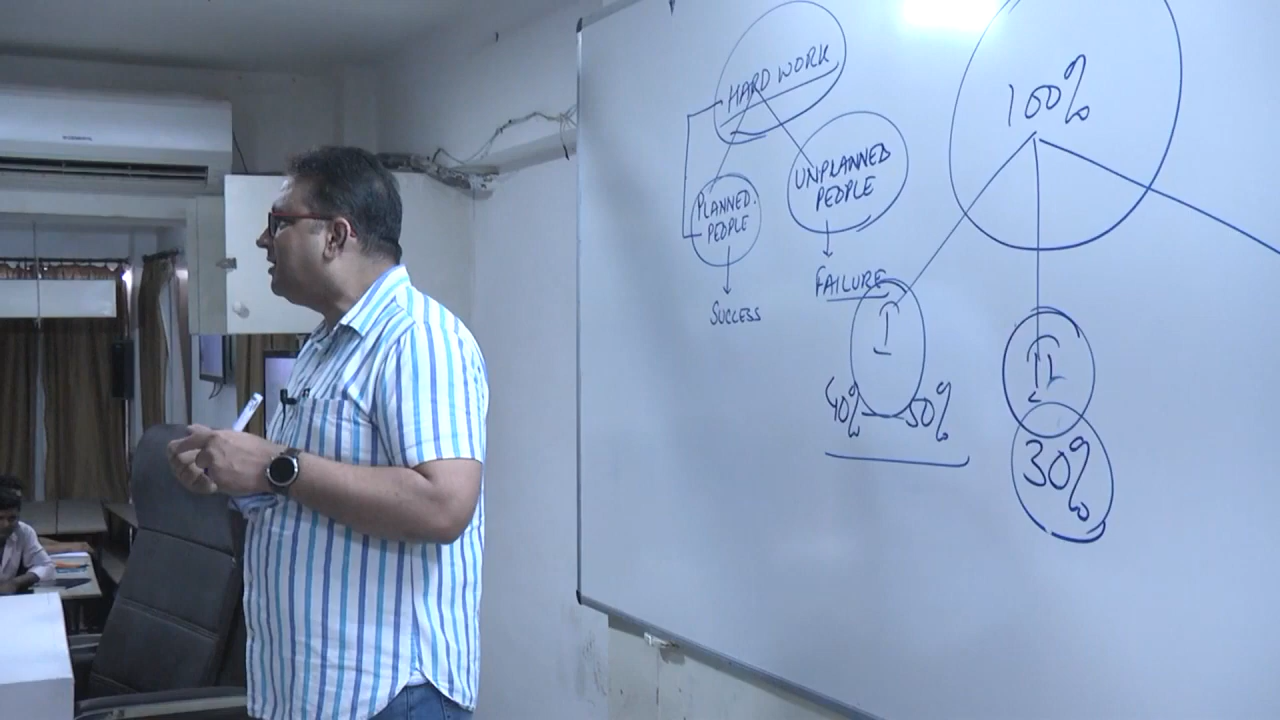 HARD WORK
PLANNED.
PEOPLE
SUCCESS
UNPLANNED
PEOPLE
FAILURE
100%
I
40% 50%
II
30%